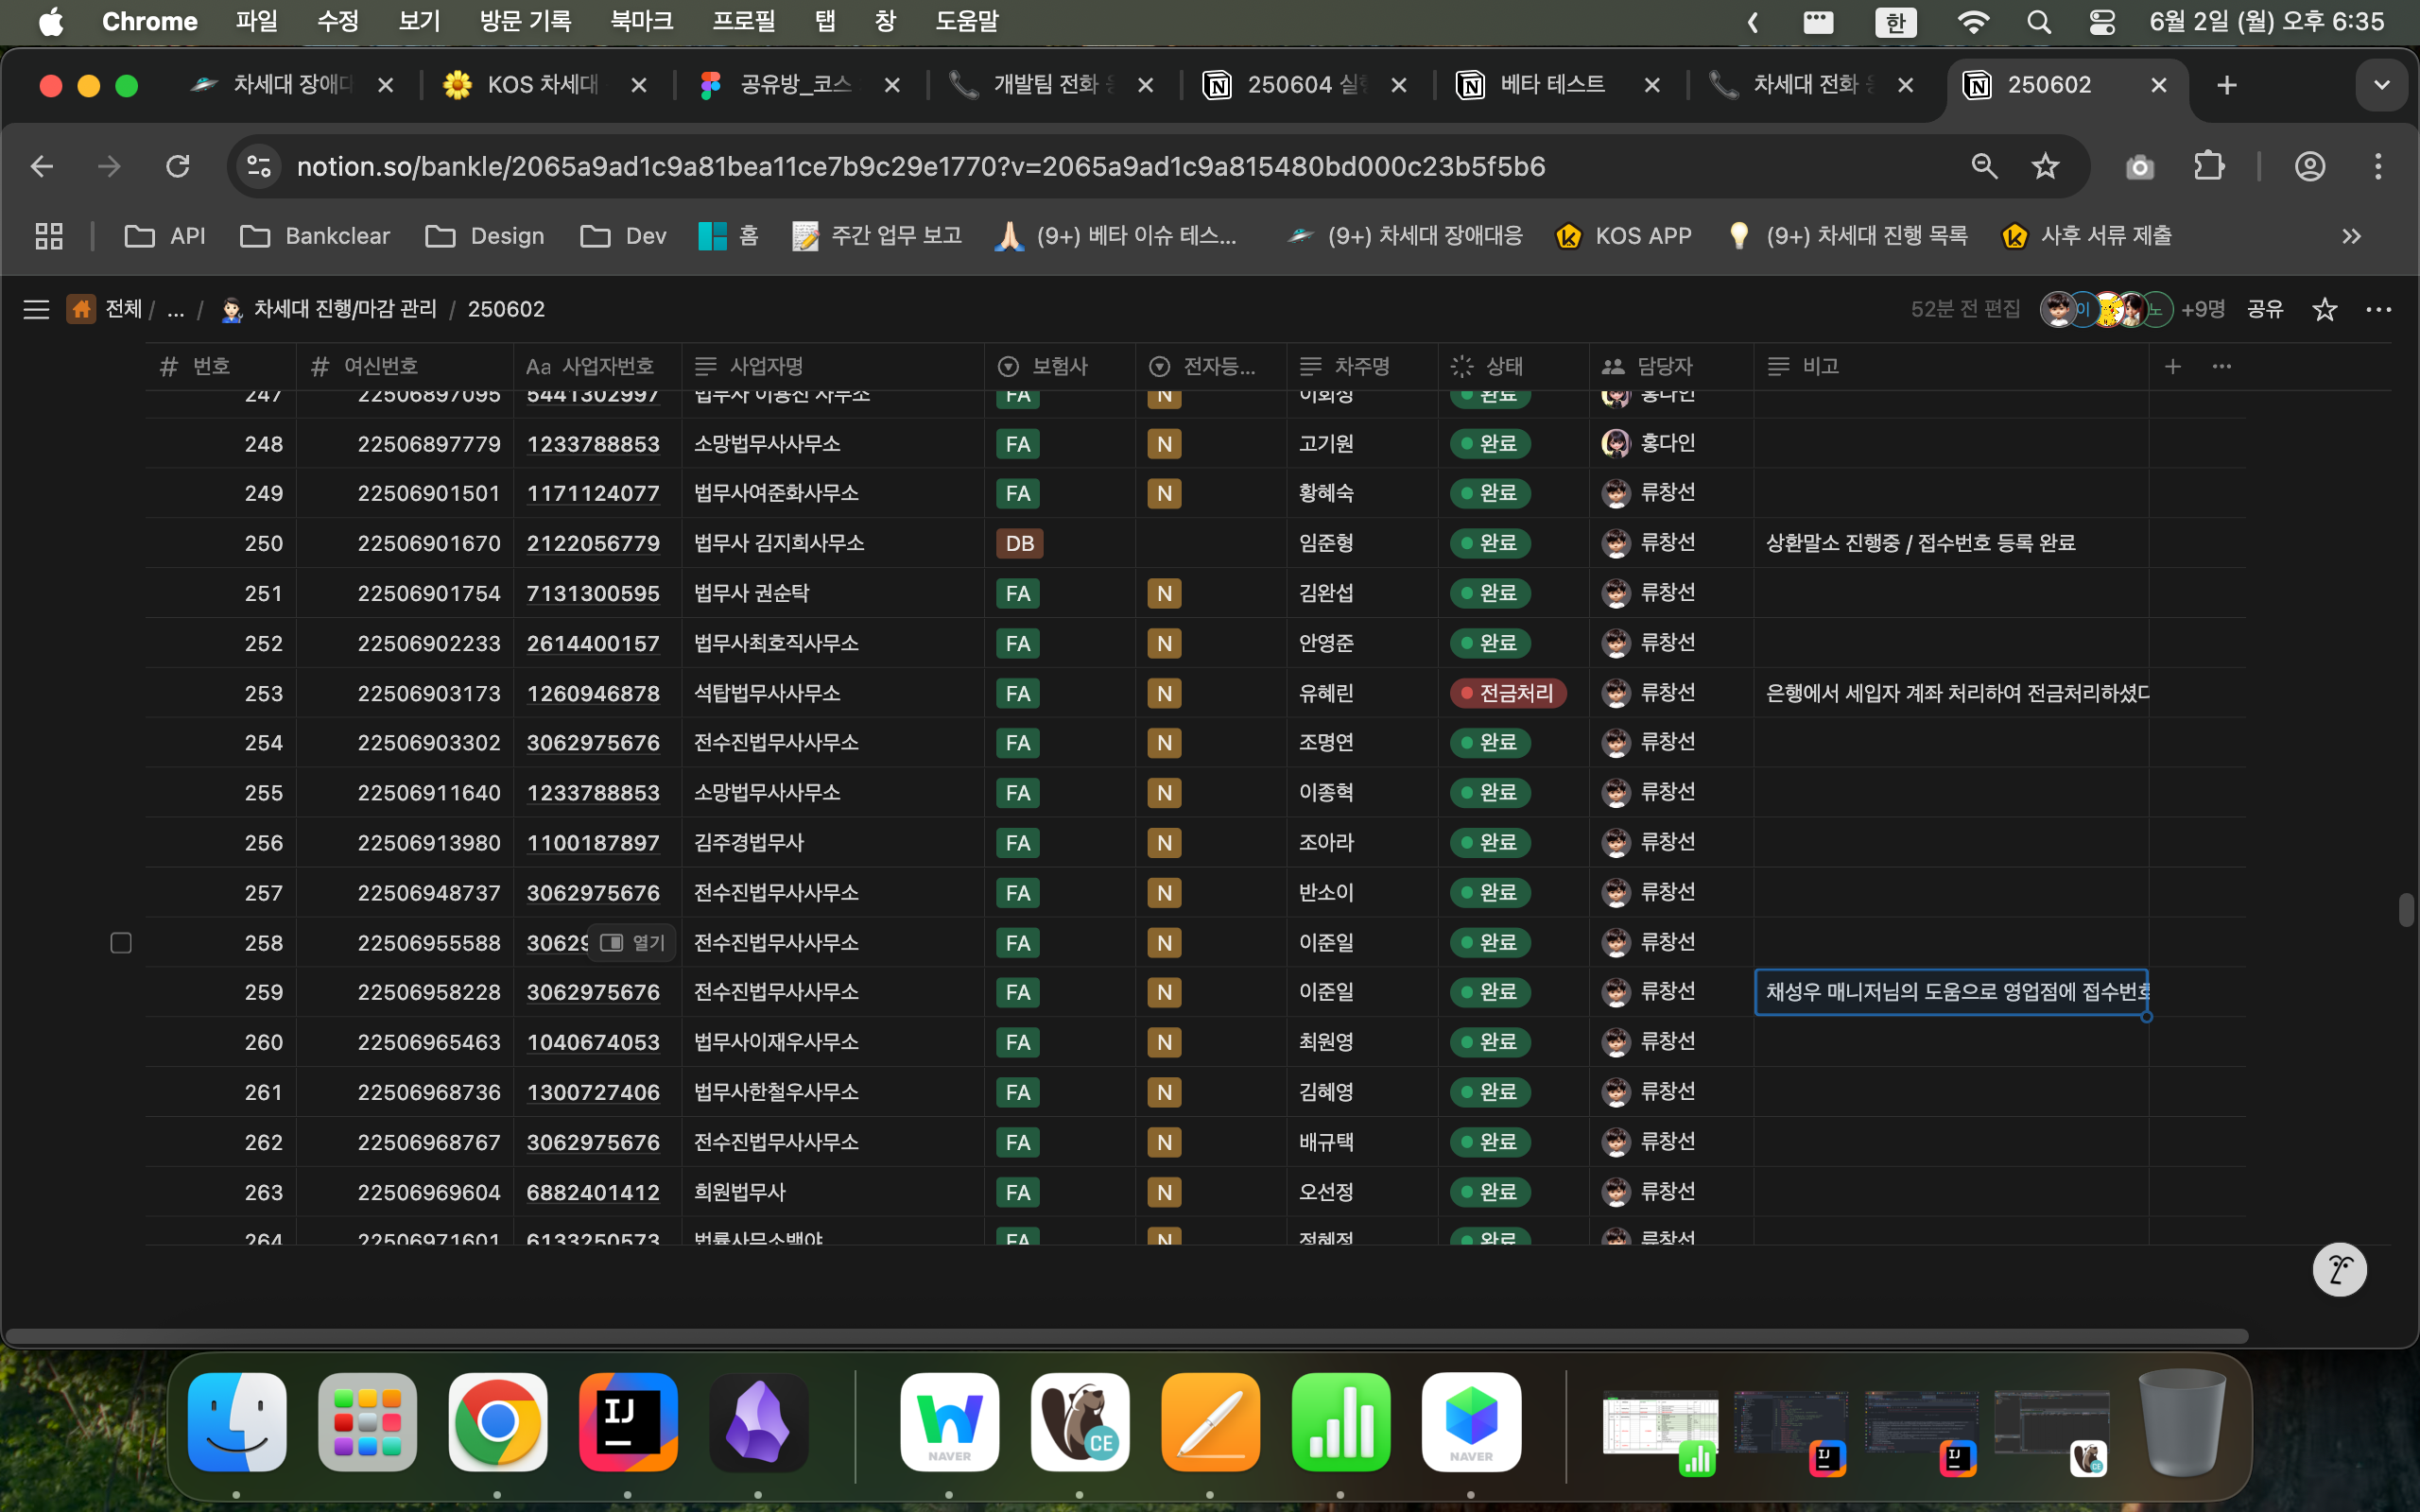 Chrome 파일 수정 보기 방문 기록 북마크 프로필 탭 창 도움말 한 6월 2일 (월) 오후 6:35
차세대 장애대 KOS 차세대 공유방_코스 개발팀 전화 250604 실 베타 테스트 차세대 전화 250602
notion.so/bankle/2065a9ad1c9a81bea11ce7b9c29e1770?v=2065a9ad1c9a815480bd000c23b5f5b6
API Bankclear Design Dev 홈 주간 업무 보고 (9+) 베타 이슈 테스... (9+) 차세대 장애대응 KOS APP (9+) 차세대 진행 목록 사후 서류 제출
전체 / ... / 차세대 진행/마감 관리 / 250602 52분 전 편집 이 노 +9명 공유
# 번호 # 여신번호 Aa 사업자번호 사업자명 보험사 전자등... 차주명 상태 담당자 비고
247 22506897095 5441302997 법무사 이용진 사무소 FA N 이희정 완료 홍다인
248 22506897779 1233788853 소망법무사사무소 FA N 고기원 완료 홍다인
249 22506901501 1171124077 법무사여준화사무소 FA N 황혜숙 완료 류창선
250 22506901670 2122056779 법무사 김지희사무소 DB 임준형 완료 류창선 상환말소 진행중 / 접수번호 등록 완료
251 22506901754 7131300595 법무사 권순탁 FA N 김완섭 완료 류창선
252 22506902233 2614400157 법무사최호직사무소 FA N 안영준 완료 류창선
253 22506903173 1260946878 석탑법무사사무소 FA N 유혜린 전금처리 류창선 은행에서 세입자 계좌 처리하여 전금처리하셨다
254 22506903302 3062975676 전수진법무사사무소 FA N 조명연 완료 류창선
255 22506911640 1233788853 소망법무사사무소 FA N 이종혁 완료 류창선
256 22506913980 1100187897 김주경법무사 FA N 조아라 완료 류창선
257 22506948737 3062975676 전수진법무사사무소 FA N 반소이 완료 류창선
258 22506955588 30629 열기 전수진법무사사무소 FA N 이준일 완료 류창선
259 22506958228 3062975676 전수진법무사사무소 FA N 이준일 완료 류창선 채성우 매니저님의 도움으로 영업점에 접수번호
260 22506965463 1040674053 법무사이재우사무소 FA N 최원영 완료 류창선
261 22506968736 1300727406 법무사한철우사무소 FA N 김혜영 완료 류창선
262 22506968767 3062975676 전수진법무사사무소 FA N 배규택 완료 류창선
263 22506969604 6882401412 희원법무사 FA N 오선정 완료 류창선
264 22506971601 6133250573 법률사무소백야 FA N 완료 류창선
IJ NAVER CE NAVER IJ IJ CE